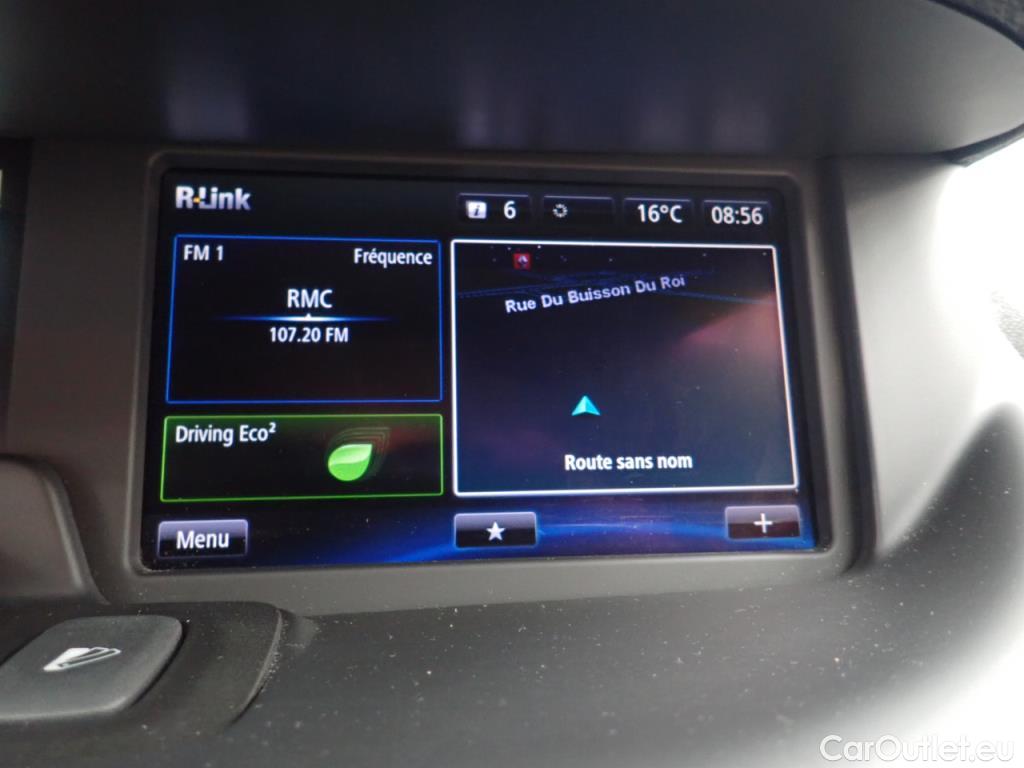 R-Link
6
16°C
08:56
FM 1
Fréquence
RMC
107.20 FM
Driving Eco²
Rue Du Buisson Du Roi
Route sans nom
Menu
CarOutlet.eu